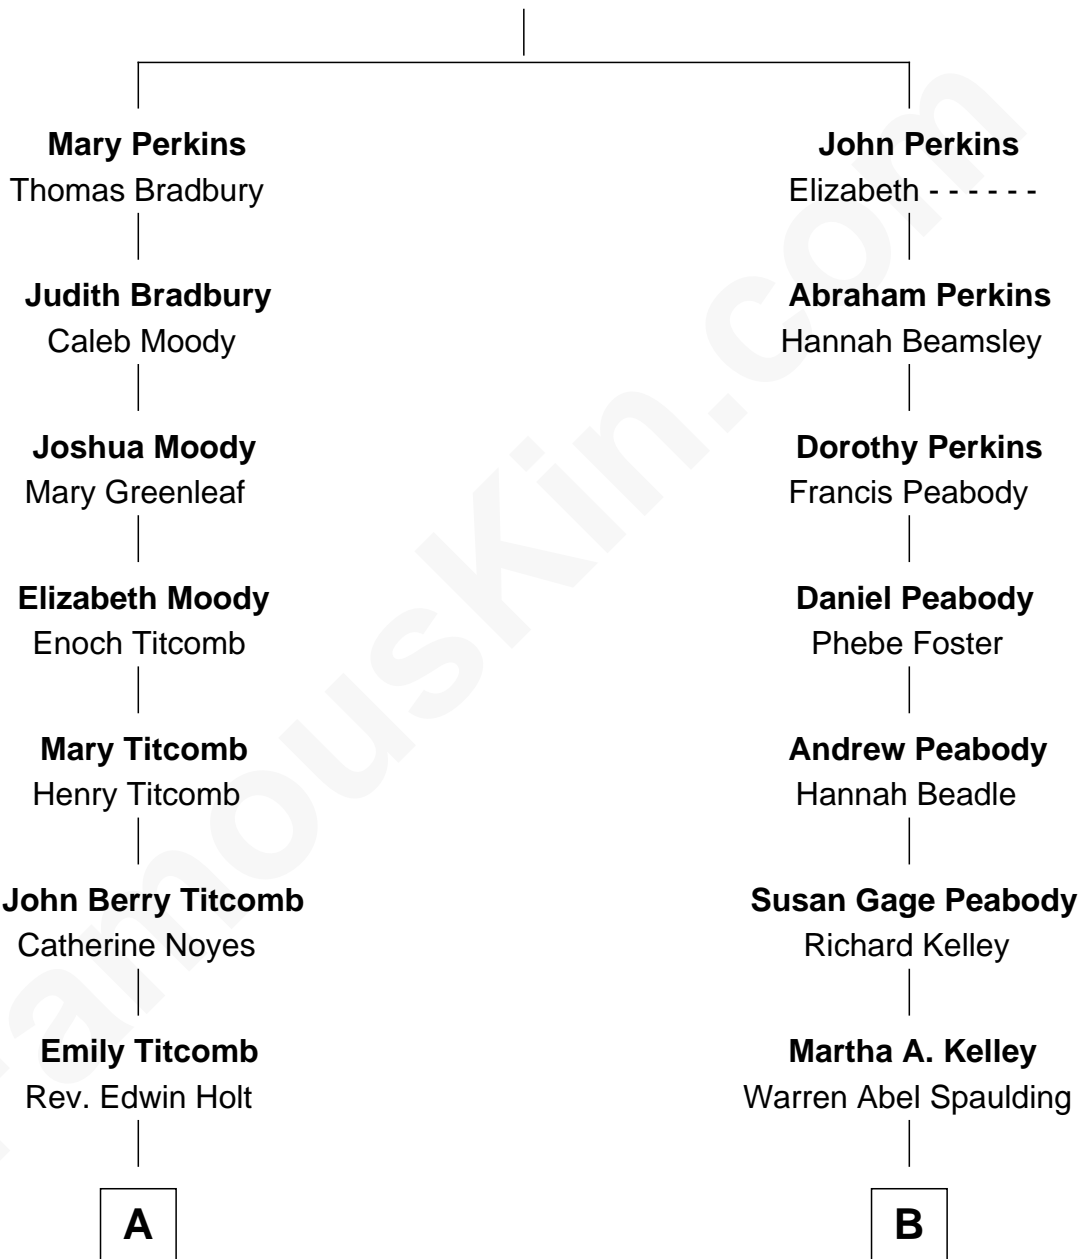 Mary Perkins
Thomas Bradbury
Judith Bradbury
Caleb Moody
Joshua Moody
Mary Greenleaf
Elizabeth Moody
Enoch Titcomb
Mary Titcomb
Henry Titcomb
John Berry Titcomb
Catherine Noyes
Emily Titcomb
Rev. Edwin Holt
A
John Perkins
Elizabeth - - - - - -
Abraham Perkins
Hannah Beamsley
Dorothy Perkins
Francis Peabody
Daniel Peabody
Phebe Foster
Andrew Peabody
Hannah Beadle
Susan Gage Peabody
Richard Kelley
Martha A. Kelley
Warren Abel Spaulding
B
FamousKin.com